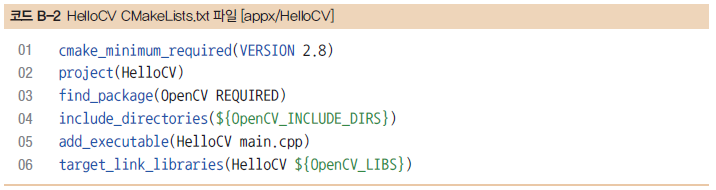 코드 B-2 HelloCV CMakeLists.txt 파일 [appx/HelloCV]
01 cmake_minimum_required(VERSION 2.8)
02 project(HelloCV)
03 find_package(OpenCV REQUIRED)
04 include_directories(${OpenCV_INCLUDE_DIRS})
05 add_executable(HelloCV main.cpp)
06 target_link_libraries(HelloCV ${OpenCV_LIBS})